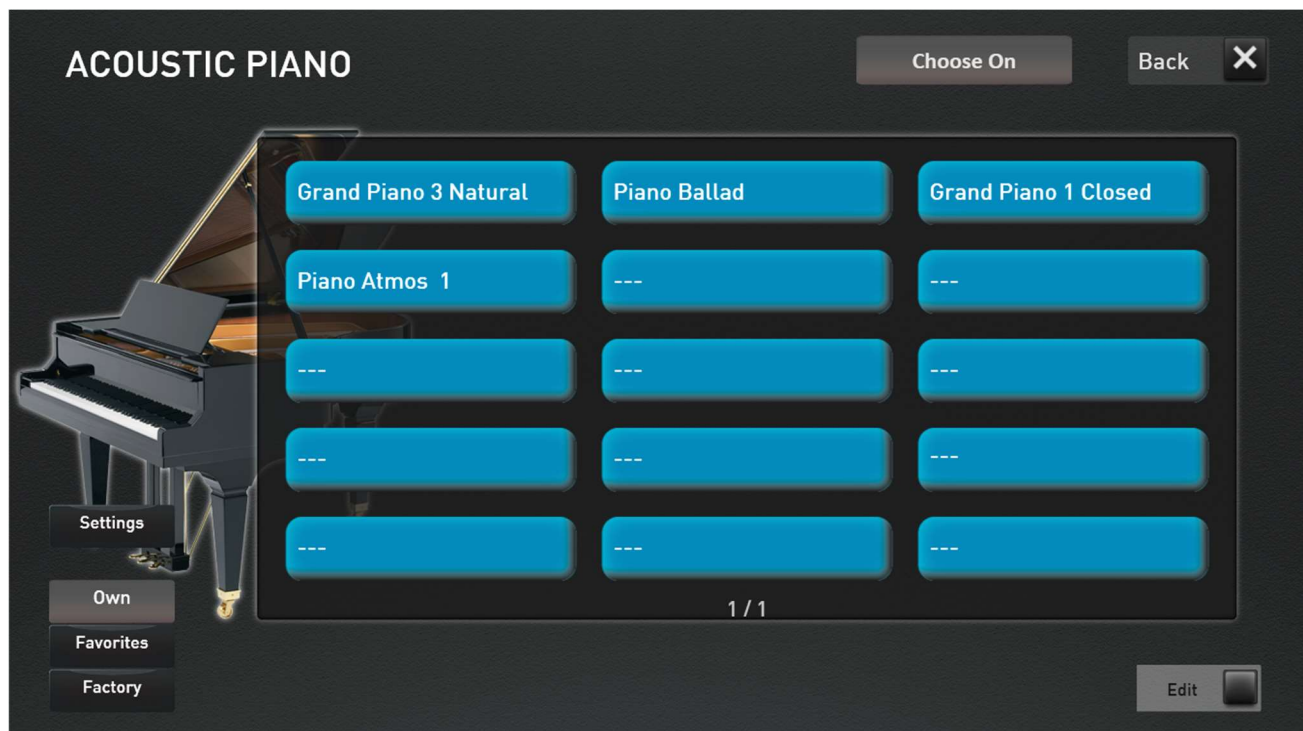 ACOUSTIC PIANO
Choose On
Back
Grand Piano 3 Natural
Piano Ballad
Grand Piano 1 Closed
Piano Atmos  1
---
---
---
---
---
---
---
---
---
---
---
1 / 1
Settings
Own
Favorites
Factory
Edit